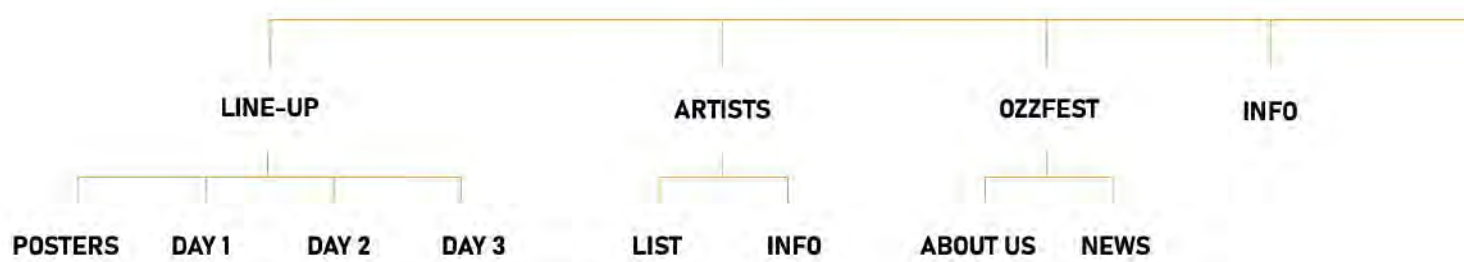 LINE-UP ARTISTS OZZFEST INFO
POSTERS DAY 1 DAY 2 DAY 3 LIST INFO ABOUT US NEWS